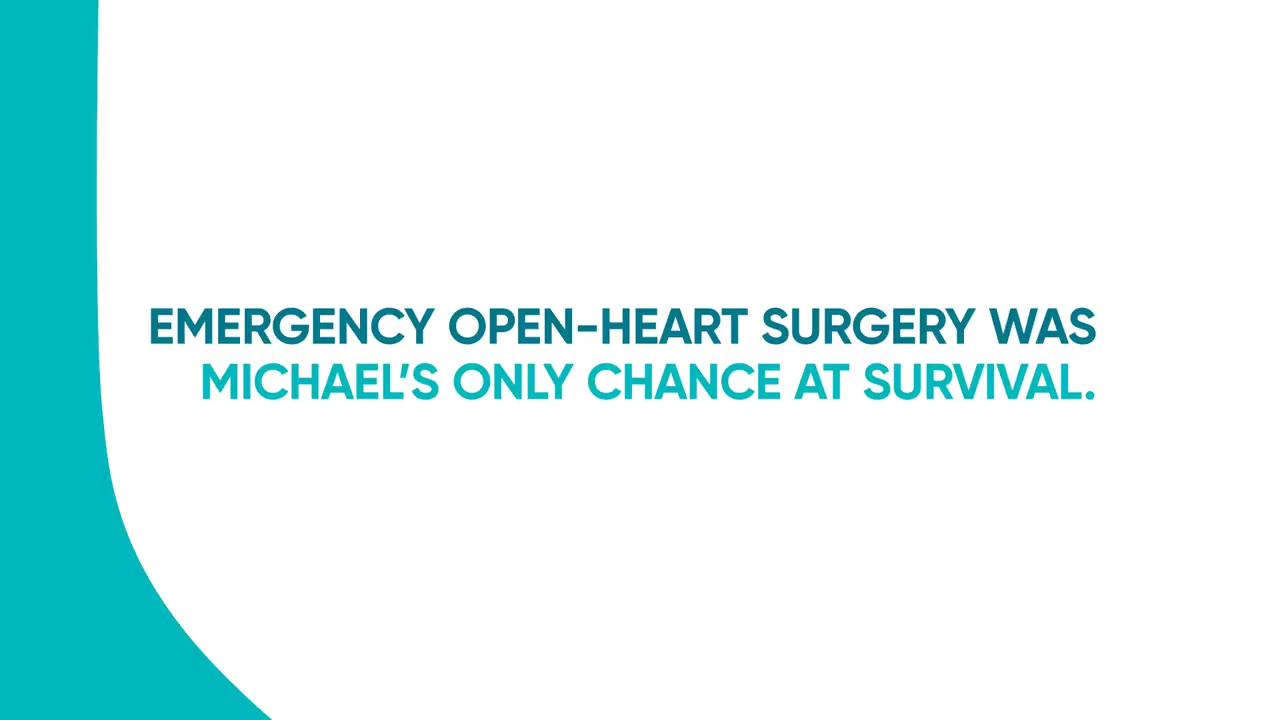 EMERGENCY OPEN-HEART SURGERY WAS
MICHAEL’S ONLY CHANCE AT SURVIVAL.